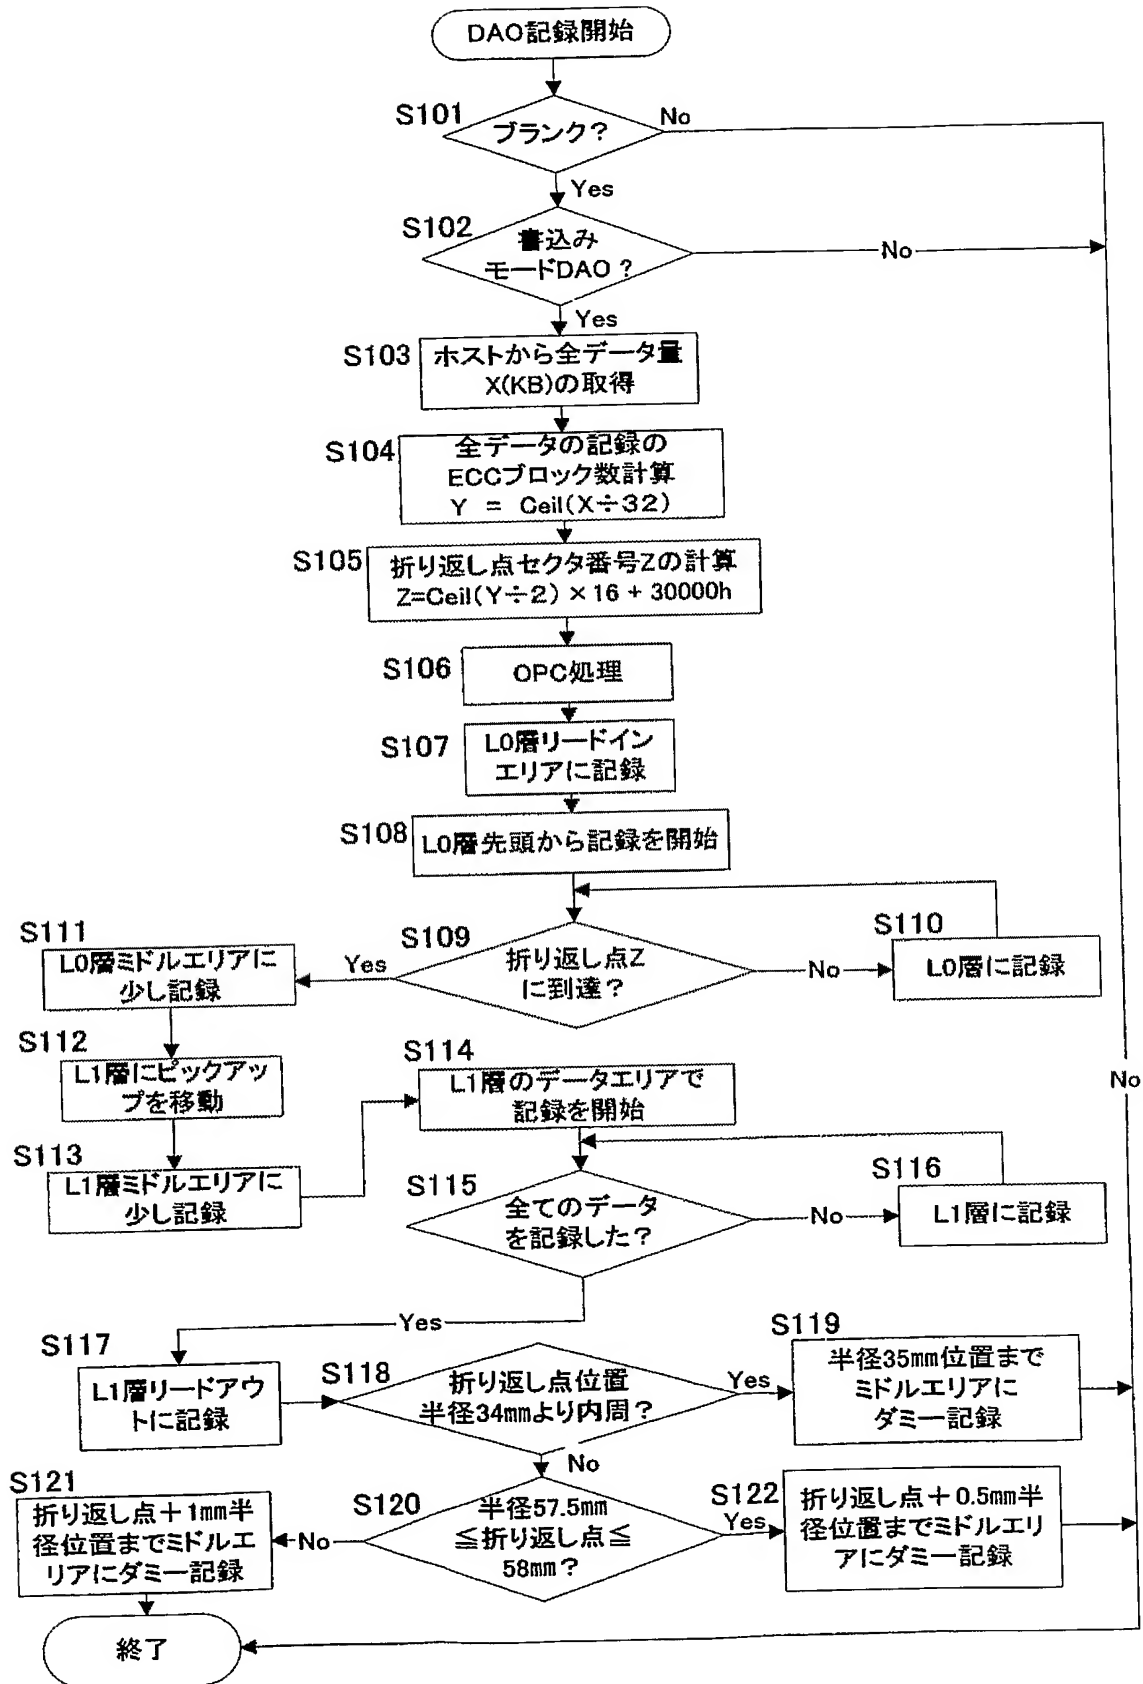 DAO記録開始
S101
ブランク?
No
Yes
S102
書込み
モードDAO?
No
Yes
S103
ホストから全データ量
X(KB)の取得
S104
全データの記録の
ECCブロック数計算
Y = Ceil(X÷32)
S105
折り返し点セクタ番号Zの計算
Z=Ceil(Y÷2)×16+30000h
S106
OPC処理
S107
L0層リードイン
エリアに記録
S108
L0層先頭から記録を開始
S109
折り返し点Z
に到達?
Yes
No
S110
L0層に記録
S111
L0層ミドルエリアに
少し記録
S112
L1層にピックアッ
プを移動
S113
L1層ミドルエリアに
少し記録
S114
L1層のデータエリアで
記録を開始
No
S115
全てのデータ
を記録した?
No
S116
L1層に記録
Yes
S117
L1層リードアウ
トに記録
S118
折り返し点位置
半径34mmより内周?
Yes
S119
半径35mm位置まで
ミドルエリアに
ダミー記録
No
S120
半径57.5mm
≦折り返し点≦
58mm?
No
Yes
S121
折り返し点+1mm半
径位置までミドルエ
リアにダミー記録
S122
折り返し点+0.5mm半
径位置までミドルエリ
アにダミー記録
終了